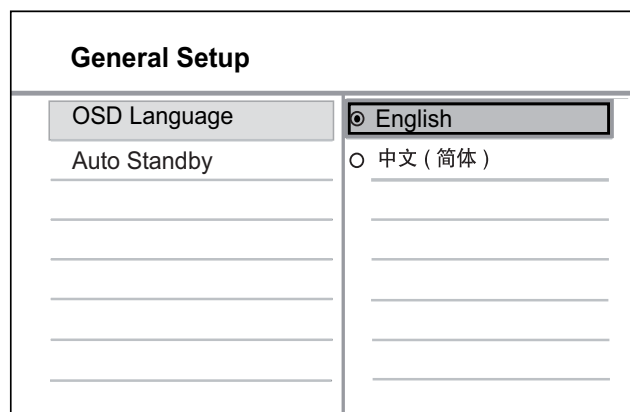 General Setup
OSD Language
English
Auto Standby
中文 ( 简体 )